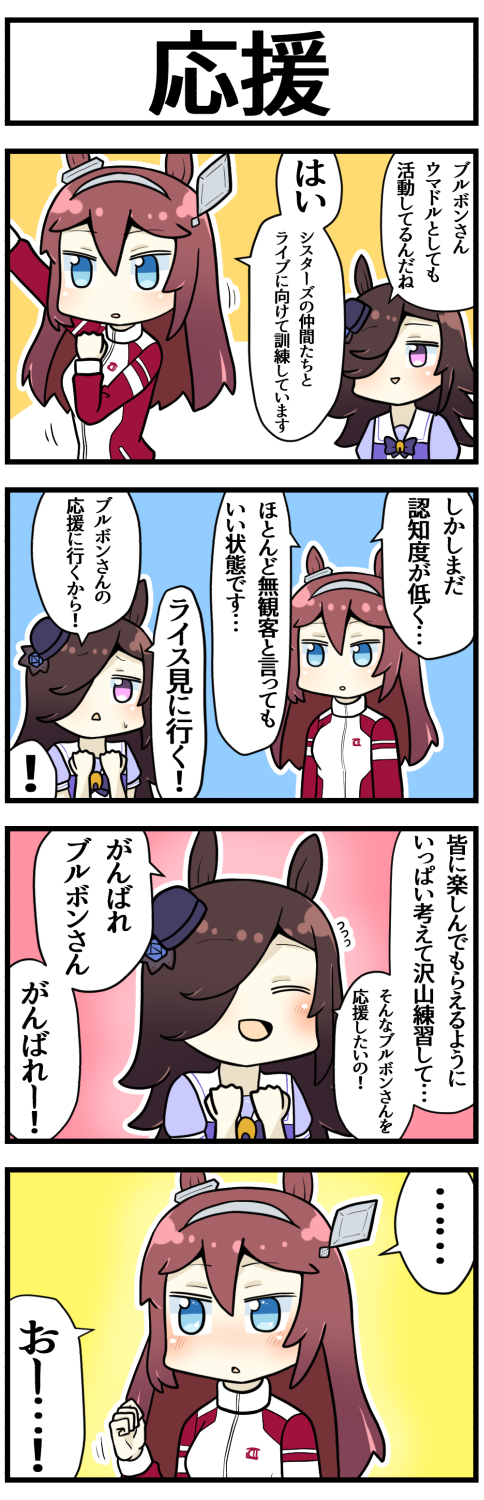 応援
ブルボンさん
ウマドルとしても
活動してるんだね
はい
シスターズの仲間たちと
ライブに向けて訓練しています
しかしまだ
認知度が低く…
ほとんど無観客と言っても
いい状態です…
ライス見に行く！
ブルボンさんの
応援に行くから！
！
皆に楽しんでもらえるように
いっぱい考えて沢山練習して…
そんなブルボンさんを
応援したいの！
がんばれ
ブルボンさん
がんばれー！
……
おー…！